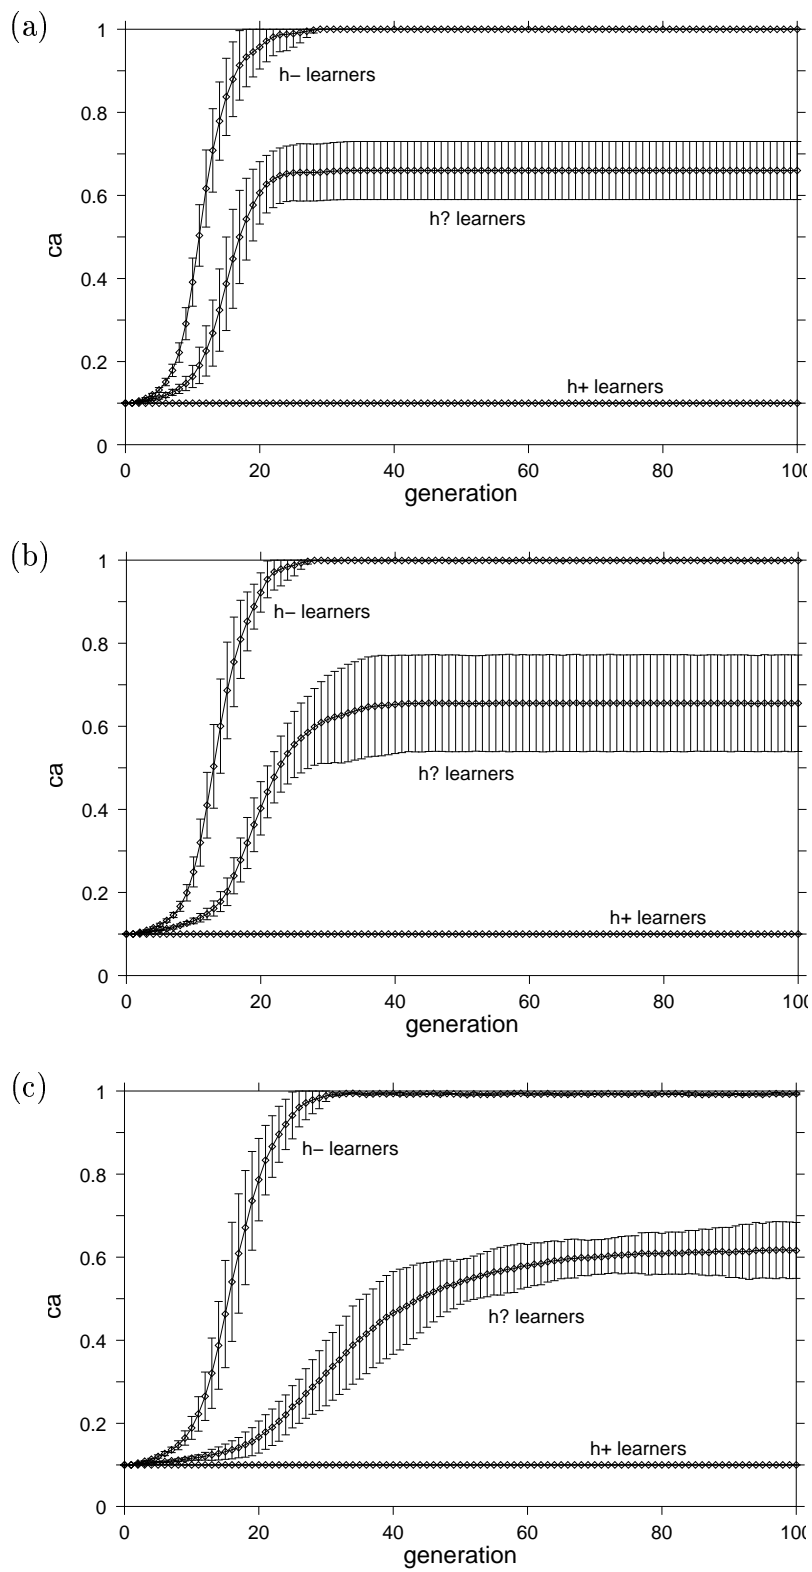 (a)
1
0.8
0.6
0.4
0.2
0
ca
h− learners
h? learners
h+ learners
0 20 40 60 80 100
generation
(b)
1
0.8
0.6
0.4
0.2
0
ca
h− learners
h? learners
h+ learners
0 20 40 60 80 100
generation
(c)
1
0.8
0.6
0.4
0.2
0
ca
h− learners
h? learners
h+ learners
0 20 40 60 80 100
generation